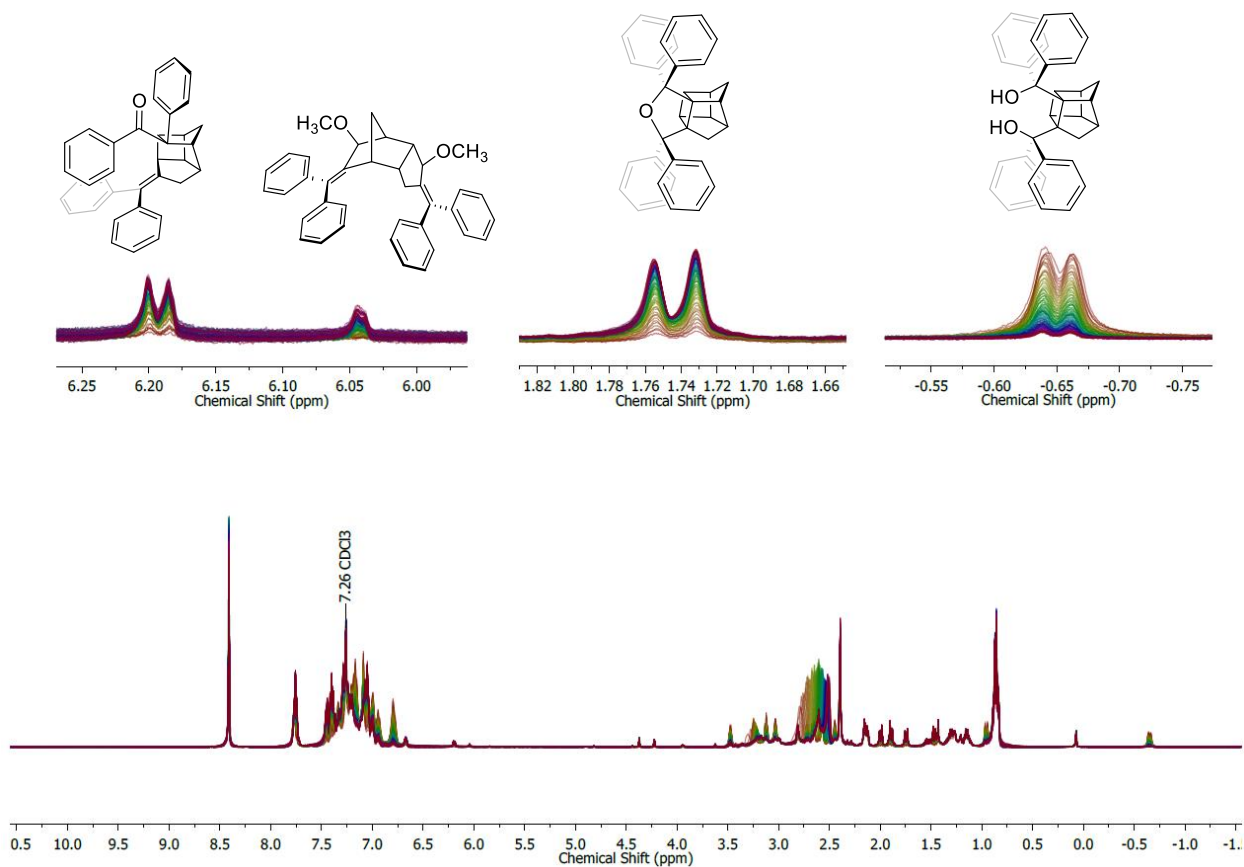 O
H3CO
OCH3
O
HO
HO
6.25 6.20 6.15 6.10 6.05 6.00
Chemical Shift (ppm)
1.82 1.80 1.78 1.76 1.74 1.72 1.70 1.68 1.66
Chemical Shift (ppm)
-0.55 -0.60 -0.65 -0.70 -0.75
Chemical Shift (ppm)
7.26 CDCl3
0.5 10.0 9.5 9.0 8.5 8.0 7.5 7.0 6.5 6.0 5.5 5.0 4.5 4.0 3.5 3.0 2.5 2.0 1.5 1.0 0.5 0.0 -0.5 -1.0 -1.
Chemical Shift (ppm)